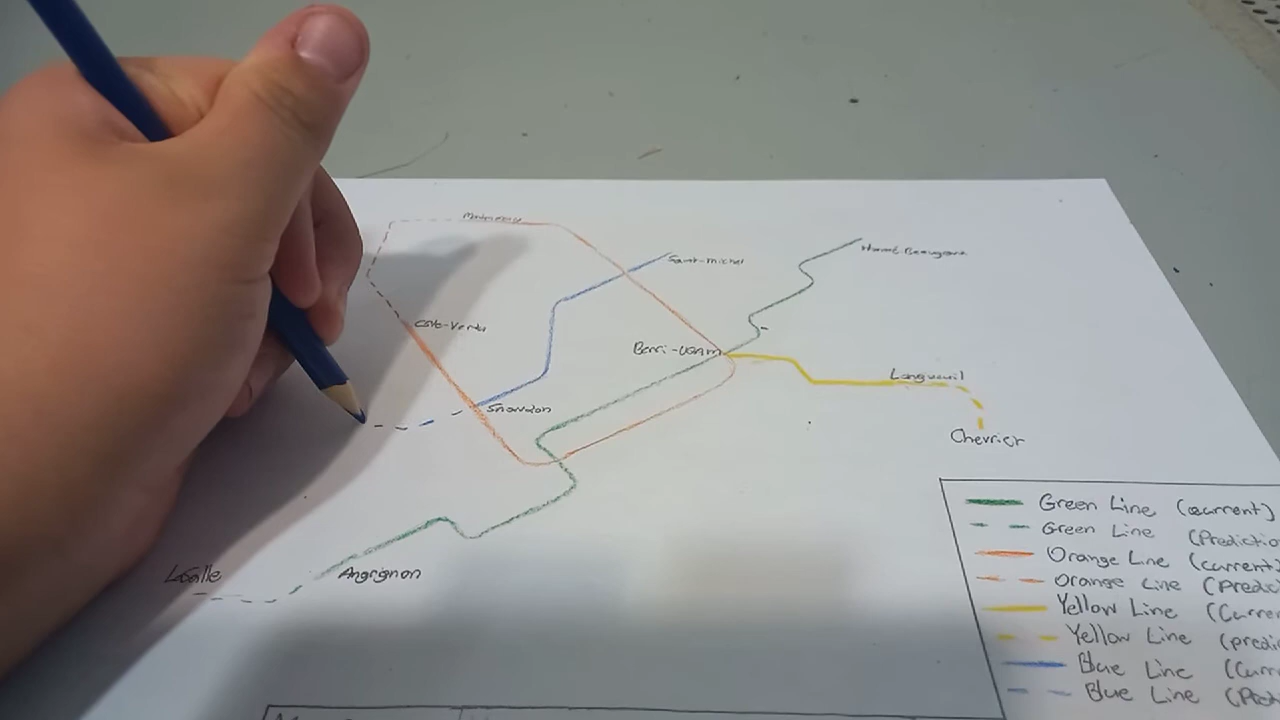 Montmorency
Saint-Michel
Honoré-Beaugrand
Côte-Vertu
Berri-UQAM
Longueuil
Snowdon
Chevrier
Angrignon
LaSalle
Green Line (current)
Green Line (Predictio
Orange Line (current)
Orange Line (Predic
Yellow Line (Curren
Yellow Line (predic
Blue Line (Curr
Blue Line (Pred